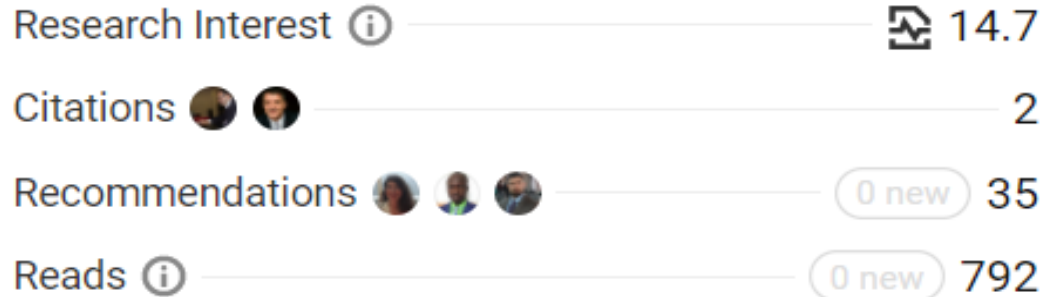 Research Interest 14.7
Citations 2
Recommendations 0 new 35
Reads 0 new 792